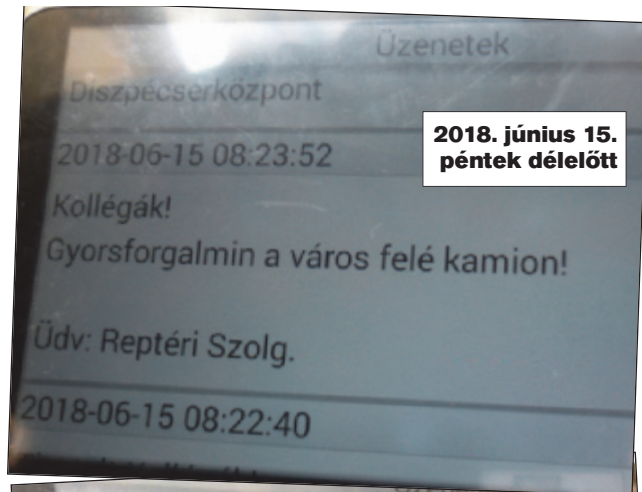 Üzenetek
Diszpécserközpont
2018. június 15.
péntek délelőtt
2018-06-15 08:23:52
Kollégák!
Gyorsforgalmin a város felé kamion!
Üdv: Reptéri Szolg.
2018-06-15 08:22:40